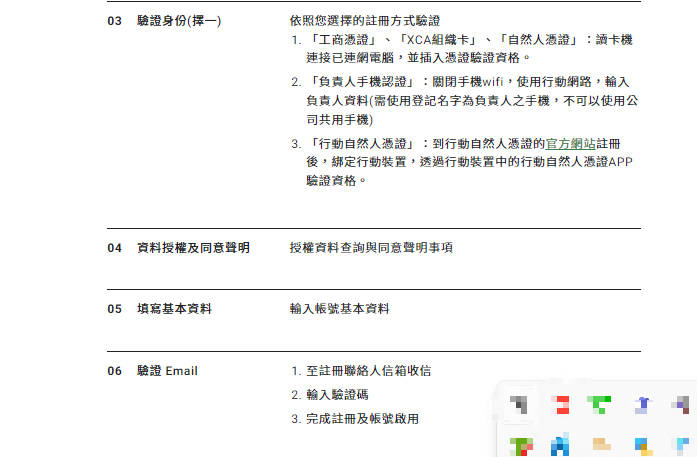 03 驗證身份(擇一) 依照您選擇的註冊方式驗證
1. 「工商憑證」、「XCA組織卡」、「自然人憑證」：讀卡機
連接已連網電腦，並插入憑證驗證資格。
2. 「負責人手機認證」：關閉手機wifi，使用行動網路，輸入
負責人資料(需使用登記名字為負責人之手機，不可以使用公
司共用手機)
3. 「行動自然人憑證」：到行動自然人憑證的官方網站註冊
後，綁定行動裝置，透過行動裝置中的行動自然人憑證APP
驗證資格。
04 資料授權及同意聲明 授權資料查詢與同意聲明事項
05 填寫基本資料 輸入帳號基本資料
06 驗證 Email 1. 至註冊聯絡人信箱收信
2. 輸入驗證碼
3. 完成註冊及帳號啟用